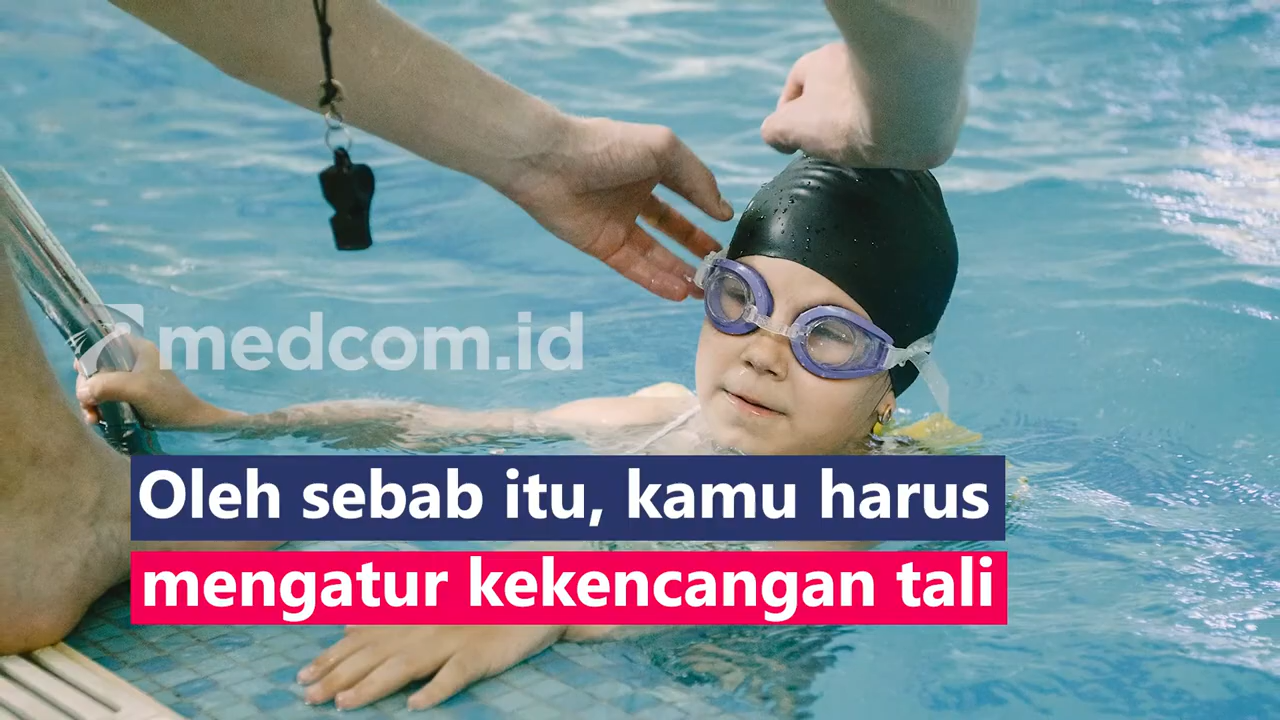 medcom.id
Oleh sebab itu, kamu harus
mengatur kekencangan tali